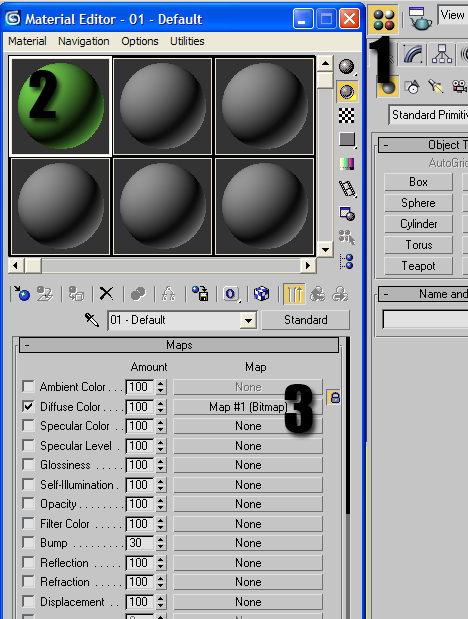 Material Editor - 01 - Default
View
Material Navigation Options Utilities
1
2
Standard Primitiv
- Object T
AutoGrid
Box
Sphere
Cylinder
Torus
Teapot
- Name and
01 - Default
Standard
- Maps
Amount Map
Ambient Color . . . 100 None
Diffuse Color . . . . 100 Map #1 (Bitmap)
3
Specular Color . . 100 None
Specular Level . 100 None
Glossiness . . . . . 100 None
Self-Illumination . 100 None
Opacity . . . . . . . . 100 None
Filter Color . . . . . 100 None
Bump . . . . . . . . . 30 None
Reflection . . . . . . 100 None
Refraction . . . . . . 100 None
Displacement . . . 100 None